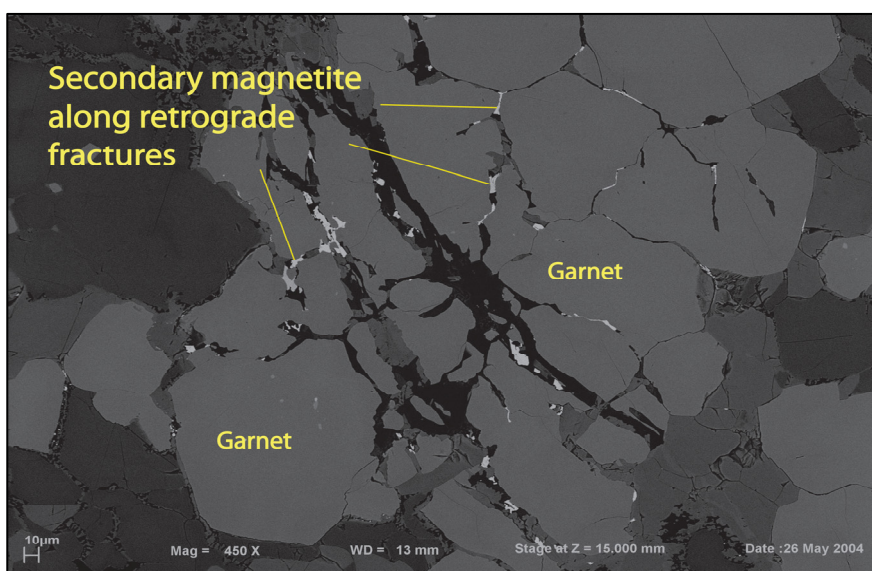 Secondary magnetite
along retrograde
fractures
Garnet
Garnet
10µm
Mag = 450 X WD = 13 mm Stage at Z = 15.000 mm Date :26 May 2004